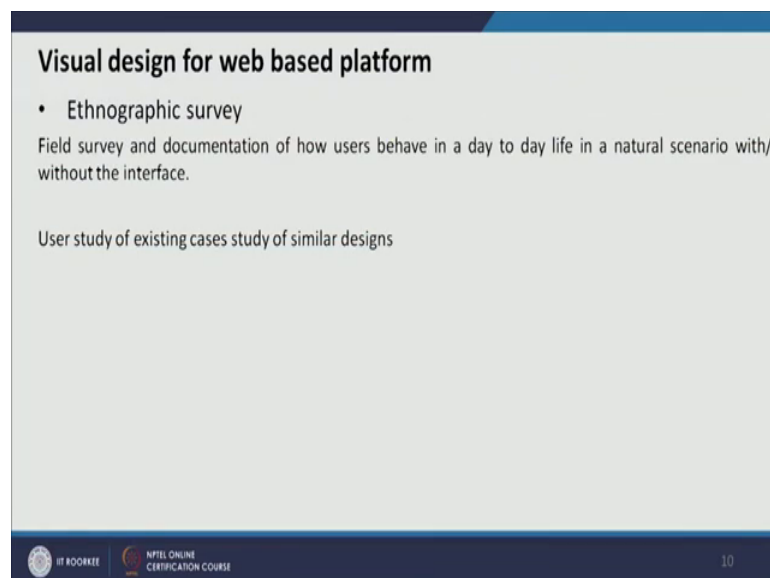 Visual design for web based platform
• Ethnographic survey
Field survey and documentation of how users behave in a day to day life in a natural scenario with/
without the interface.
User study of existing cases study of similar designs
IIT ROORKEE
NPTEL ONLINE
CERTIFICATION COURSE
10